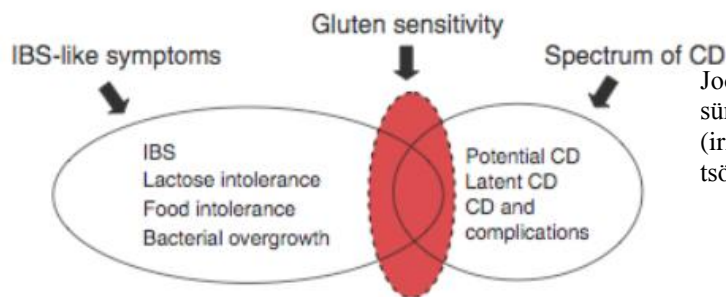 Gluten sensitivity
IBS-like symptoms
Spectrum of CD
IBS
Lactose intolerance
Food intolerance
Bacterial overgrowth
Potential CD
Latent CD
CD and
complications